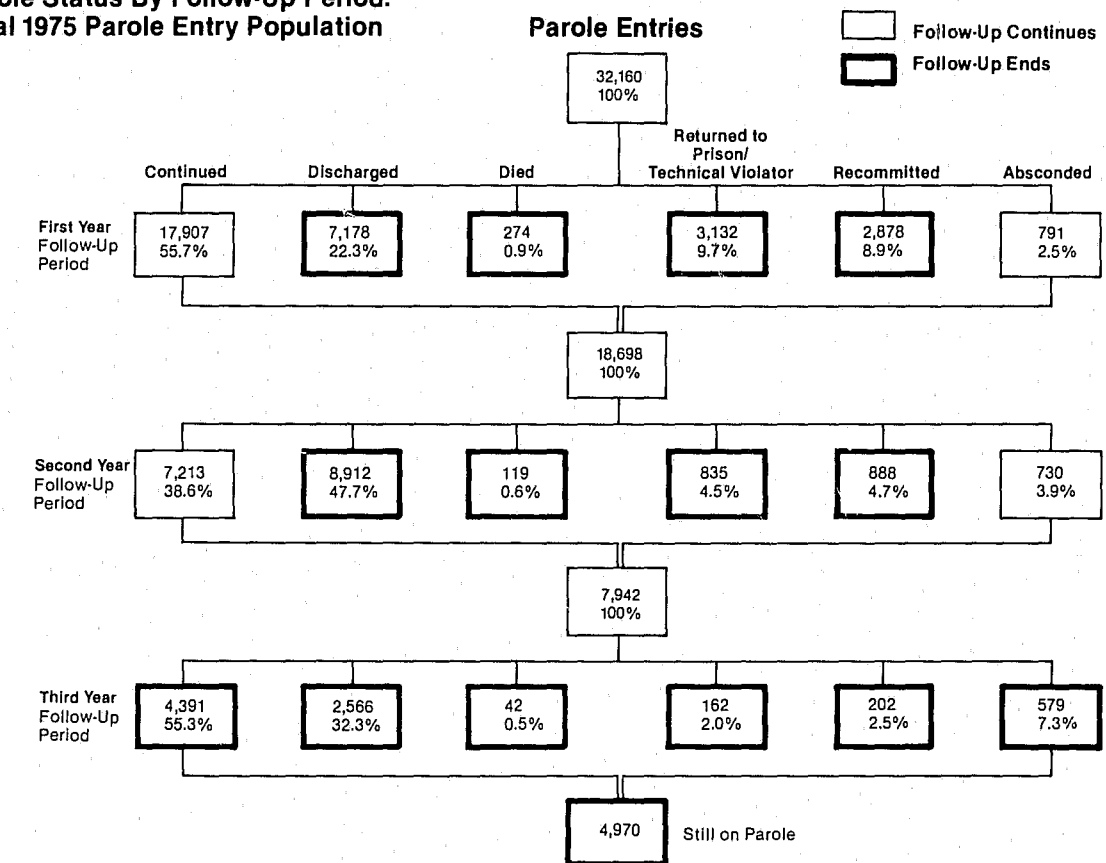 ole Status By Follow-Up Period:
al 1975 Parole Entry Population
Parole Entries
Follow-Up Continues
Follow-Up Ends
32,160
100%
Continued
Discharged
Died
Returned to
Prison/
Technical Violator
Recommitted
Absconded
First Year
Follow-Up
Period
17,907
55.7%
7,178
22.3%
274
0.9%
3,132
9.7%
2,878
8.9%
791
2.5%
18,698
100%
Second Year
Follow-Up
Period
7,213
38.6%
8,912
47.7%
119
0.6%
835
4.5%
888
4.7%
730
3.9%
7,942
100%
Third Year
Follow-Up
Period
4,391
55.3%
2,566
32.3%
42
0.5%
162
2.0%
202
2.5%
579
7.3%
4,970
Still on Parole